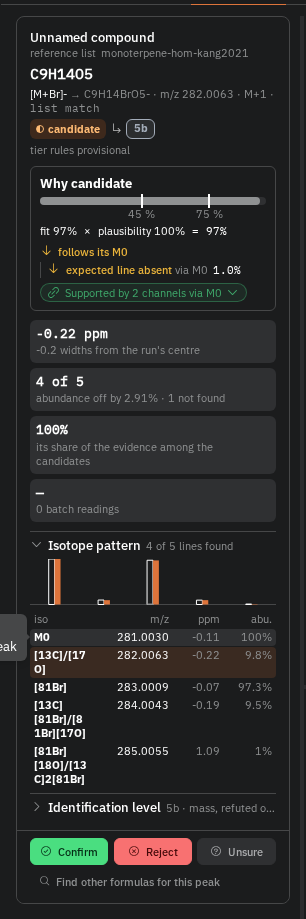 Unnamed compound
reference list monoterpene-hom-kang2021
C9H14O5
[M+Br]- → C9H14BrO5- · m/z 282.0063 · M+1 ·
list match
candidate ↳ 5b
tier rules provisional
Why candidate
45 % 75 %
fit 97% × plausibility 100% = 97%
↓ follows its M0
↓ expected line absent via M0 1.0%
Supported by 2 channels via M0
-0.22 ppm
-0.2 widths from the run's centre
4 of 5
abundance off by 2.91% · 1 not found
100%
its share of the evidence among the
candidates
—
0 batch readings
Isotope pattern 4 of 5 lines found
iso m/z ppm abu.
M0 281.0030 -0.11 100%
eak
[13C]/[17 282.0063 -0.22 9.8%
O]
[81Br] 283.0009 -0.07 97.3%
[13C] 284.0043 -0.19 9.5%
[81Br]/[8
1Br][17O]
[81Br] 285.0055 1.09 1%
[18O]/[13
C]2[81Br]
Identification level 5b · mass, refuted o…
Confirm Reject Unsure
Find other formulas for this peak